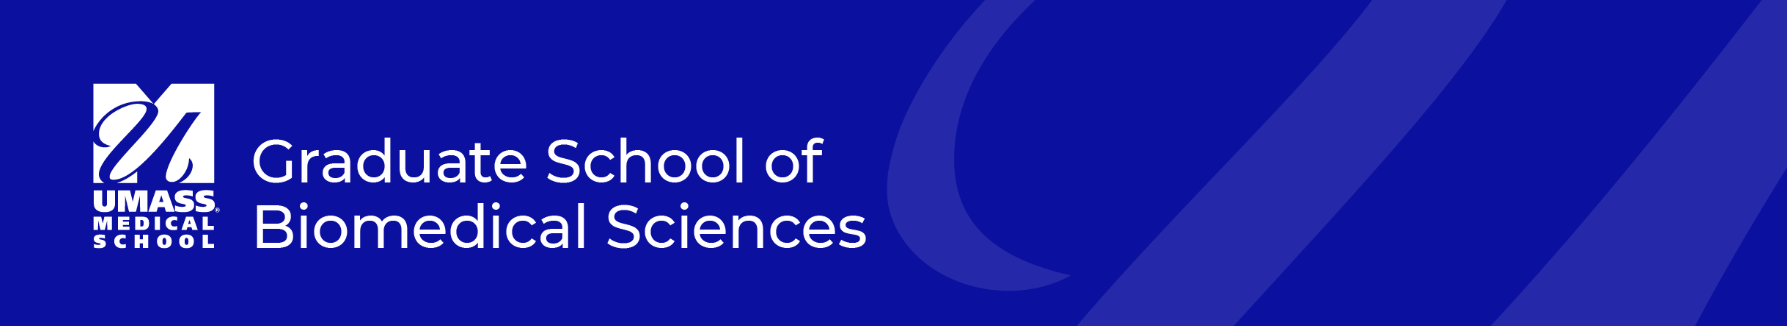 UMASS
MEDICAL
SCHOOL
Graduate School of
Biomedical Sciences